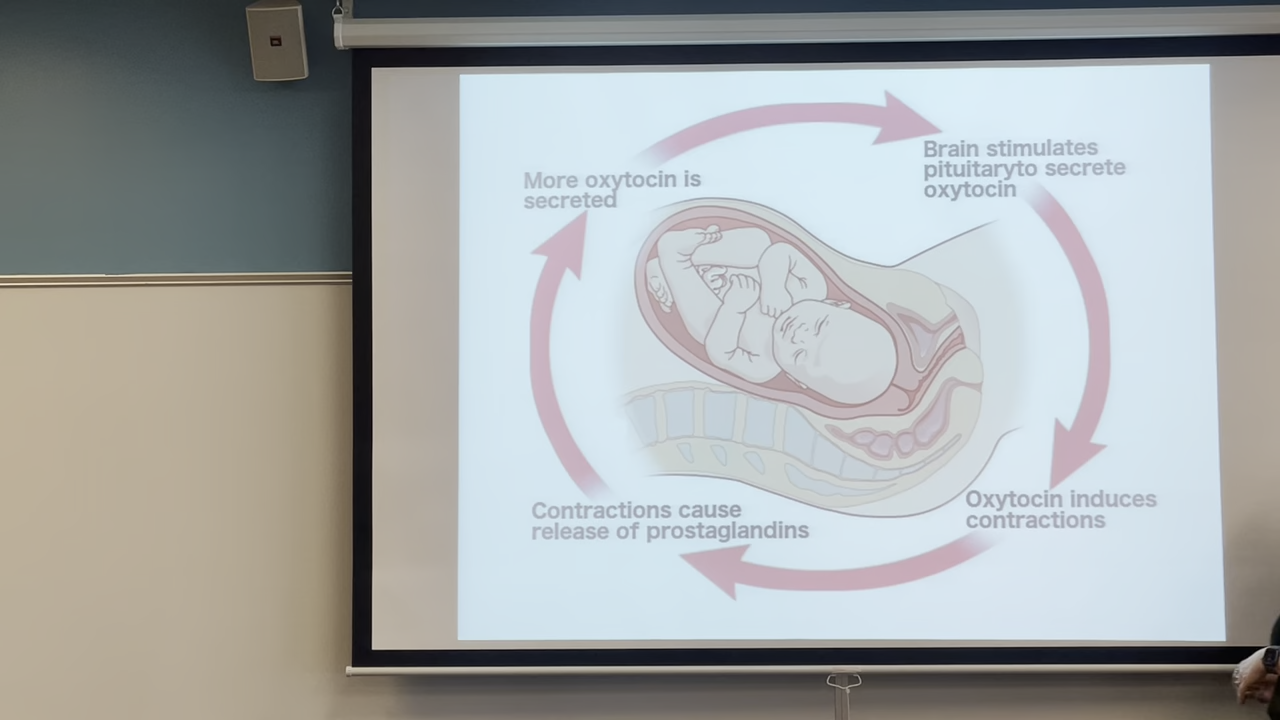 More oxytocin is
secreted
Brain stimulates
pituitaryto secrete
oxytocin
Oxytocin induces
contractions
Contractions cause
release of prostaglandins